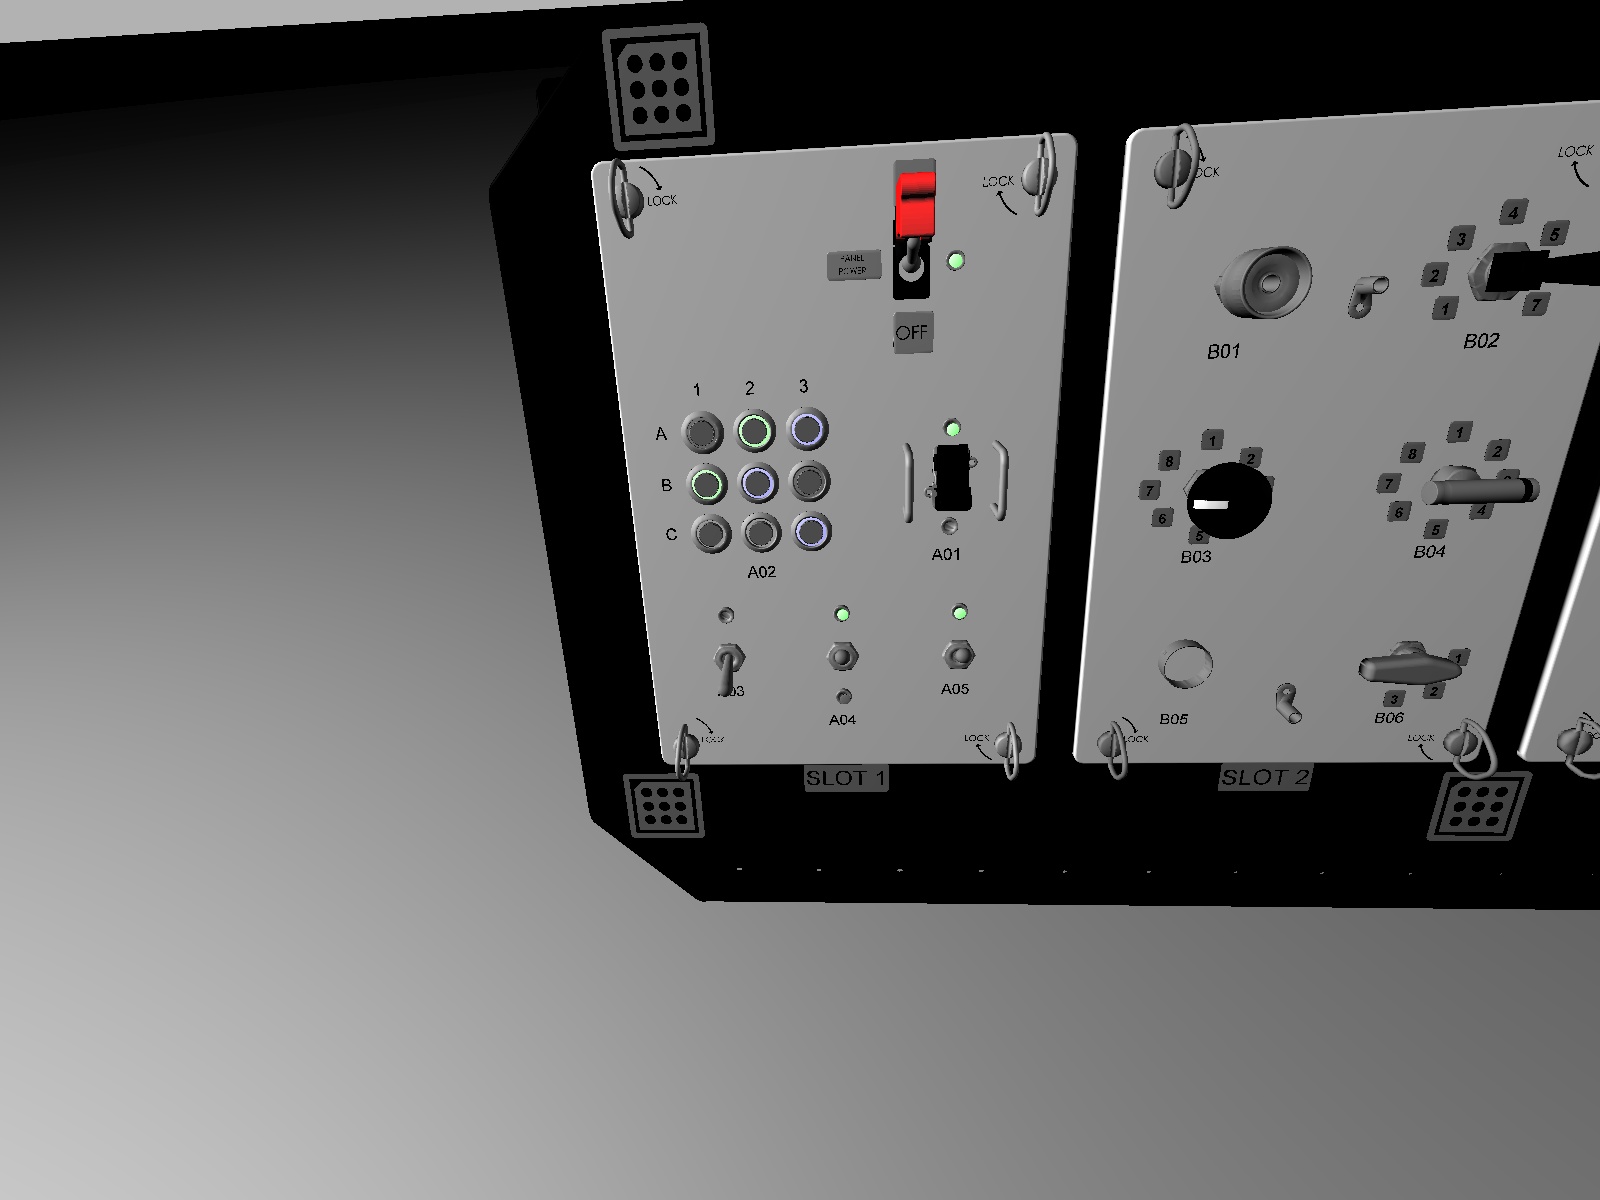 LOCK
LOCK
PANEL
POWER
OFF
1 2 3
A
B
C
A02
A01
A04
A05
LOCK
LOCK
SLOT 1
LOCK
1 2 3 4 5 7
B01
B02
1 2 5 6 7 8
B03
1 2 4 5 6 7 8
B04
B05
1 2 3
B06
LOCK
LOCK
SLOT 2